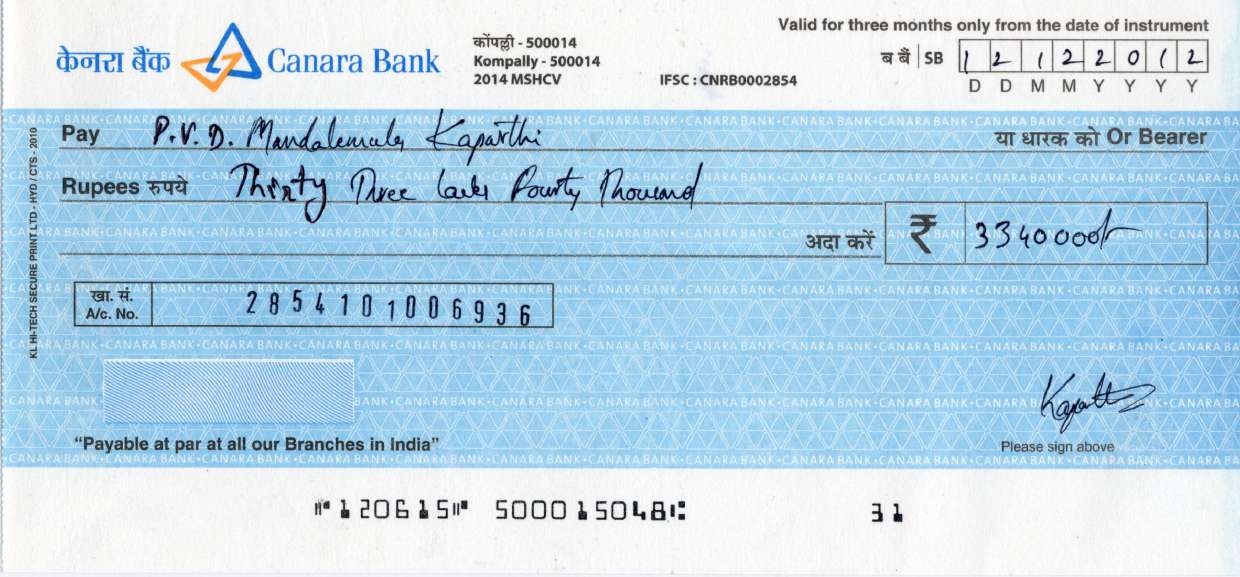 Valid for three months only from the date of instrument
केनरा बैंक Canara Bank
कोंपल्ली - 500014
Kompally - 500014
2014 MSHCV
IFSC : CNRB0002854
ब बैं SB 1 2 1 2 2 0 1 2
D D M M Y Y Y Y
Pay P.V.D. Kaparthi या धारक को Or Bearer
Rupees रुपये Thirty Three Lacks Fourty Thousand
अदा करें ₹ 3340000/-
खा. सं. 2854101006936
A/c. No.
KL HI-TECH SECURE PRINT LTD - HYD / CTS - 2010
CANARA BANK
"Payable at par at all our Branches in India"
Please sign above
⑈120615⑈ 500015048⑆ 31